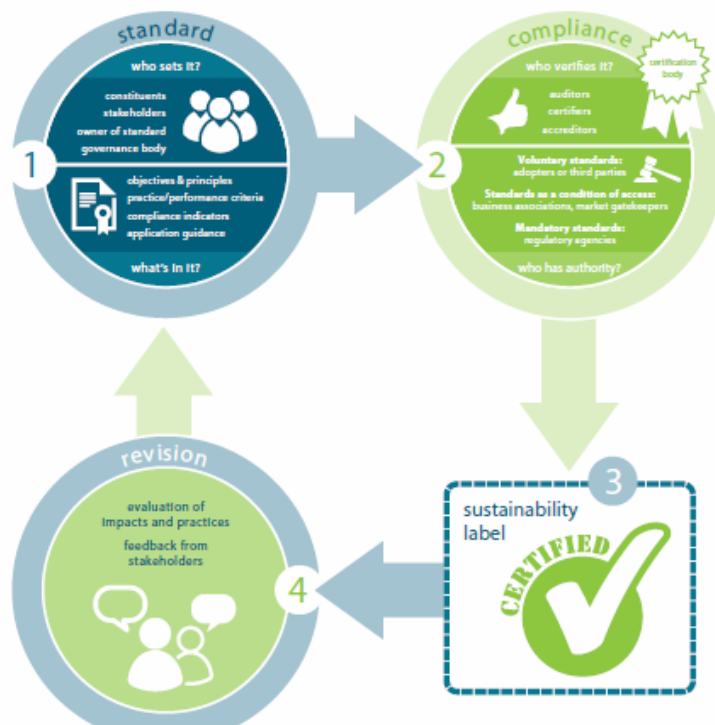 standard
who sets it?
constituents
stakeholders
owner of standard
governance body
1
objectives & principles
practice/performance criteria
compliance indicators
application guidance
what's in it?
compliance
who verifies it?
certification
body
auditors
certifiers
accreditors
2
Voluntary standards:
adopters or third parties
Standards as a condition of access:
business associations, market gatekeepers
Mandatory standards:
regulatory agencies
who has authority?
3
sustainability
label
CERTIFIED
revision
evaluation of
impacts and practices
feedback from
stakeholders
4